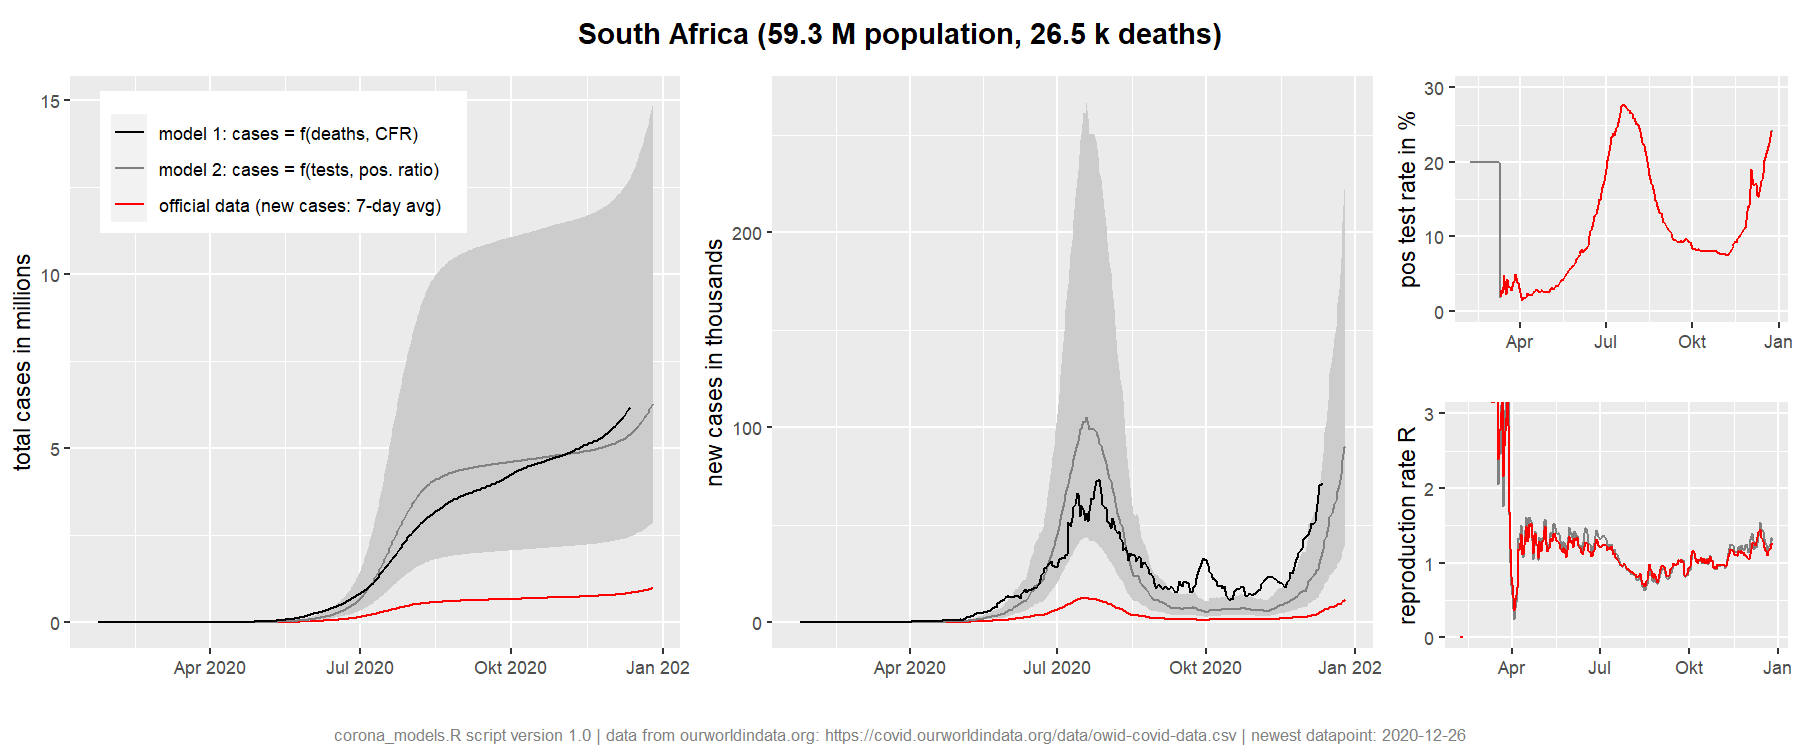 South Africa (59.3 M population, 26.5 k deaths)
total cases in millions
15
10
5
0
model 1: cases = f(deaths, CFR)
model 2: cases = f(tests, pos. ratio)
official data (new cases: 7-day avg)
Apr 2020 Jul 2020 Okt 2020 Jan 202
new cases in thousands
200
100
0
Apr 2020 Jul 2020 Okt 2020 Jan 202
pos test rate in %
30
20
10
0
Apr Jul Okt Jan
reproduction rate R
3
2
1
0
Apr Jul Okt Jan
corona_models.R script version 1.0 | data from ourworldindata.org: https://covid.ourworldindata.org/data/owid-covid-data.csv | newest datapoint: 2020-12-26